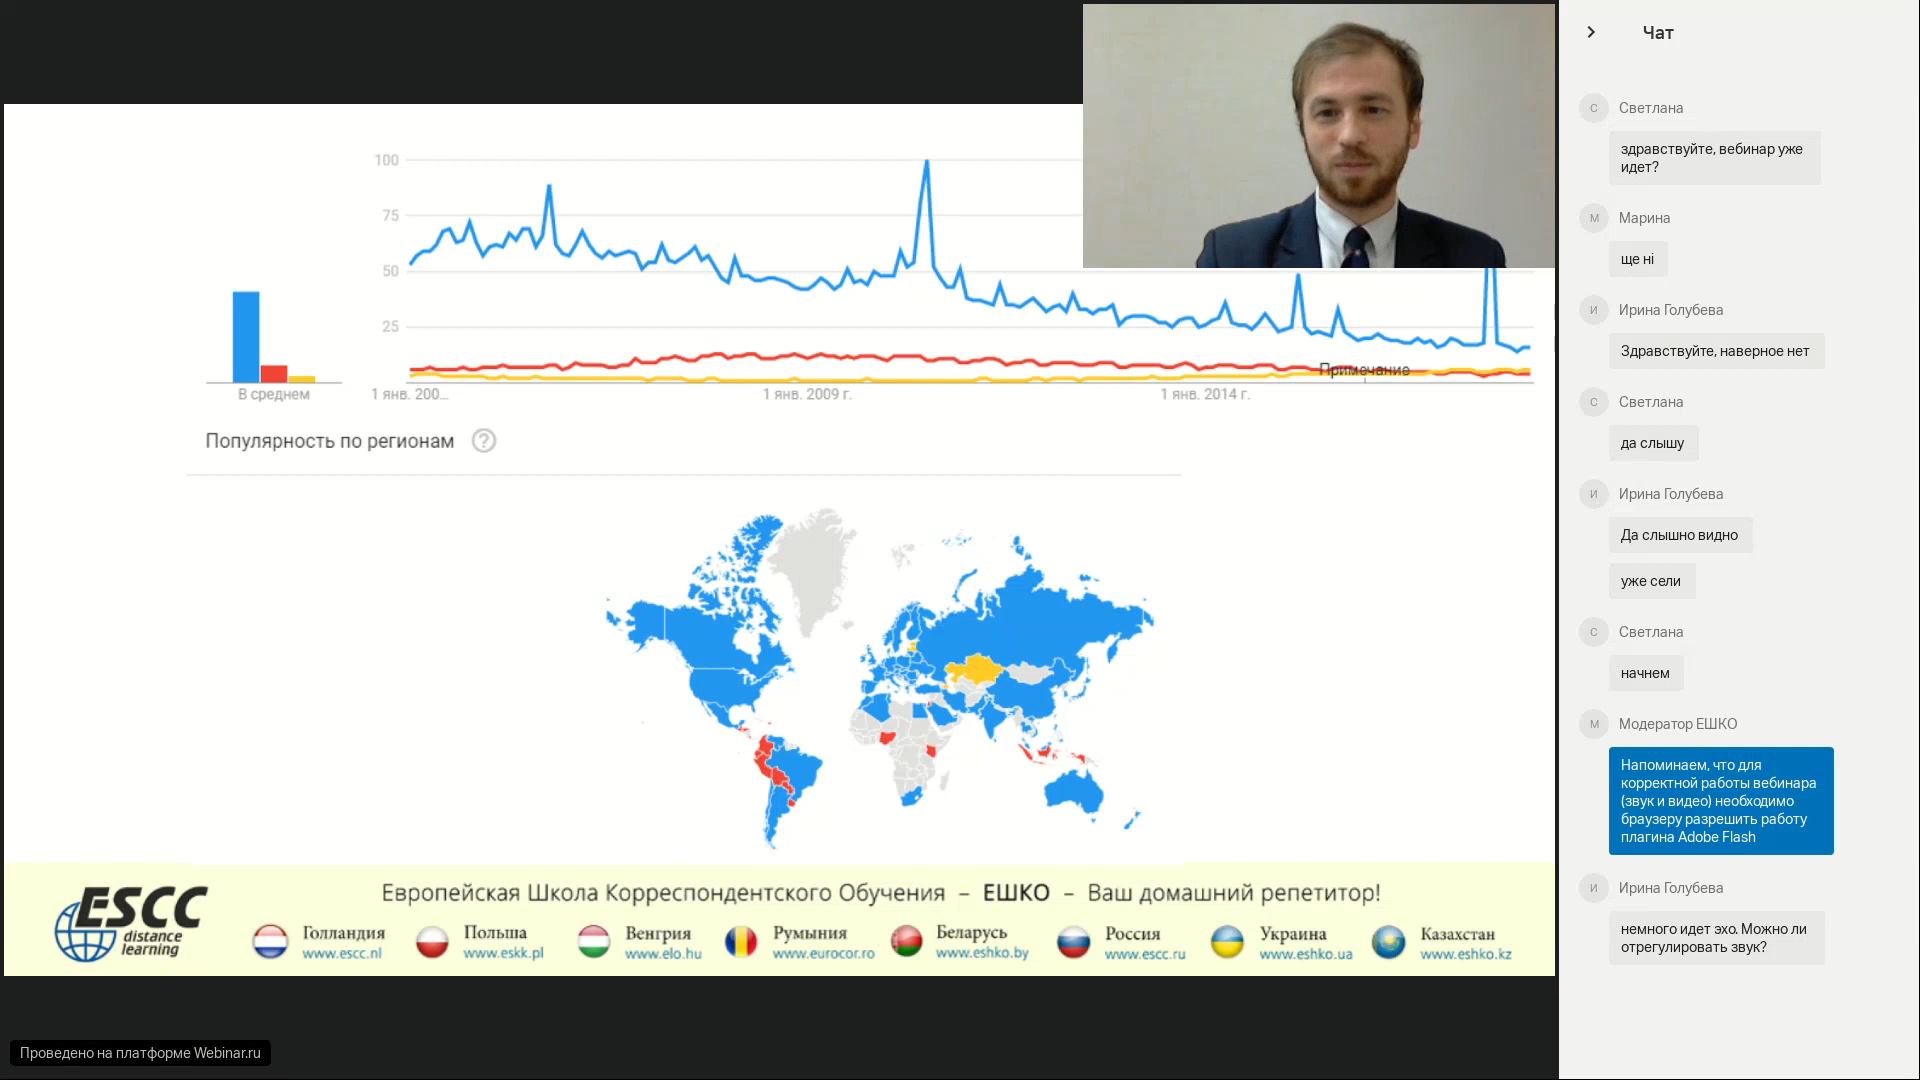 100
75
50
25
В среднем
1 янв. 200...
1 янв. 2009 г.
1 янв. 2014 г.
Примечание
Популярность по регионам
?
ESCC
distance
learning
Европейская Школа Корреспондентского Обучения – ЕШКО – Ваш домашний репетитор!
Голландия
www.escc.nl
Польша
www.eskk.pl
Венгрия
www.elo.hu
Румыния
www.eurocor.ro
Беларусь
www.eshko.by
Россия
www.escc.ru
Украина
www.eshko.ua
Казахстан
www.eshko.kz
Проведено на платформе Webinar.ru
Чат
С
Светлана
здравствуйте, вебинар уже
идет?
М
Марина
ще ні
И
Ирина Голубева
Здравствуйте, наверное нет
С
Светлана
да слышу
И
Ирина Голубева
Да слышно видно
уже сели
С
Светлана
начнем
М
Модератор ЕШКО
Напоминаем, что для
корректной работы вебинара
(звук и видео) необходимо
браузеру разрешить работу
плагина Adobe Flash
И
Ирина Голубева
немного идет эхо. Можно ли
отрегулировать звук?